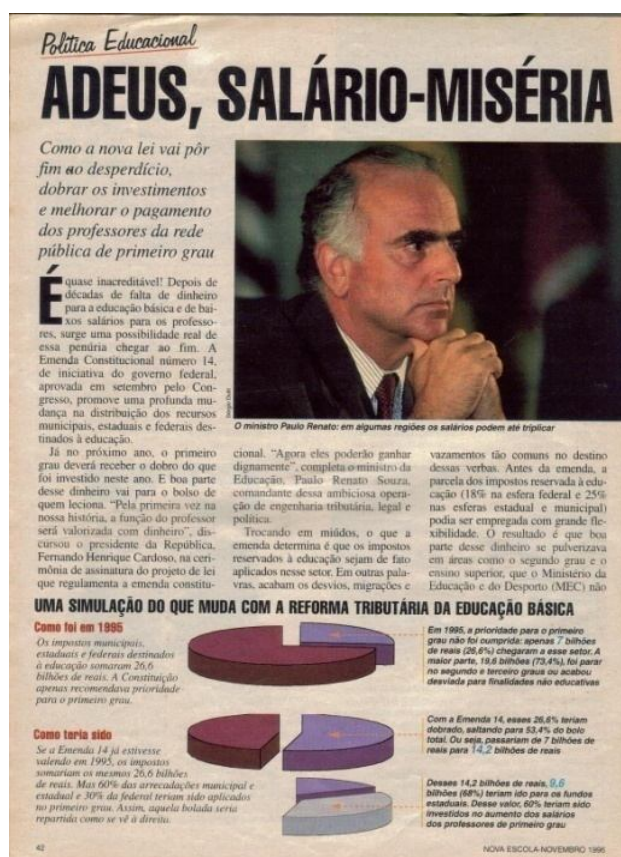 Política Educacional
ADEUS, SALÁRIO-MISÉRIA
Como a nova lei vai pôr
fim ao desperdício,
dobrar os investimentos
e melhorar o pagamento
dos professores da rede
pública de primeiro grau
É quase inacreditável! Depois de
décadas de falta de dinheiro
para a educação básica e de bai-
xos salários para os professo-
res, surge uma possibilidade real de
essa penúria chegar ao fim. A
Emenda Constitucional número 14,
de iniciativa do governo federal,
aprovada em setembro pelo Con-
gresso, promove uma profunda mu-
dança na distribuição dos recursos
municipais, estaduais e federais des-
tinados à educação.
Já no próximo ano, o primeiro
grau deverá receber o dobro do que
foi investido neste ano. E boa parte
desse dinheiro vai para o bolso de
quem leciona. “Pela primeira vez na
nossa história, a função do professor
será valorizada com dinheiro”, dis-
cursou o presidente da República,
Fernando Henrique Cardoso, na ceri-
mônia de assinatura do projeto de lei
que regulamenta a emenda constitu-
O ministro Paulo Renato: em algumas regiões os salários podem até triplicar
cional. “Agora eles poderão ganhar
dignamente”, completa o ministro da
Educação, Paulo Renato Souza,
comandante dessa ambiciosa opera-
ção de engenharia tributária, legal e
política.
Trocando em miúdos, o que a
emenda determina é que os impostos
reservados à educação sejam de fato
aplicados nesse setor. Em outras pala-
vras, acabam os desvios, migrações e
vazamentos tão comuns no destino
dessas verbas. Antes da emenda, a
parcela dos impostos reservada à edu-
cação (18% na esfera federal e 25%
nas esferas estadual e municipal)
podia ser empregada com grande fle-
xibilidade. O resultado é que boa
parte desse dinheiro se pulverizava
em áreas como o segundo grau e o
ensino superior, que o Ministério da
Educação e do Desporto (MEC) não
UMA SIMULAÇÃO DO QUE MUDA COM A REFORMA TRIBUTÁRIA DA EDUCAÇÃO BÁSICA
Como foi em 1995
Os impostos municipais,
estaduais e federais destinados
à educação somaram 26,6
bilhões de reais. A Constituição
apenas recomendava prioridade
para o primeiro grau.
Em 1995, a prioridade para o primeiro
grau não foi cumprida: apenas 7 bilhões
de reais (26,6%) chegaram a esse setor. A
maior parte, 19,6 bilhões (73,4%), foi parar
no segundo e terceiro graus ou acabou
desviada para finalidades não educativas
Como teria sido
Se a Emenda 14 já estivesse
valendo em 1995, os impostos
somariam os mesmos 26,6 bilhões
de reais. Mas 60% das arrecadações municipal e
estadual e 30% da federal teriam sido aplicados
no primeiro grau. Assim, aquela bolada seria
repartida como se vê à direita.
Com a Emenda 14, esses 26,6% teriam
dobrado, saltando para 53,4% do bolo
total. Ou seja, passariam de 7 bilhões de
reais para 14,2 bilhões de reais
Desses 14,2 bilhões de reais, 9,6
bilhões (68%) teriam ido para os fundos
estaduais. Desse valor, 60% teriam sido
investidos no aumento dos salários
dos professores de primeiro grau
42
NOVA ESCOLA-NOVEMBRO 1996